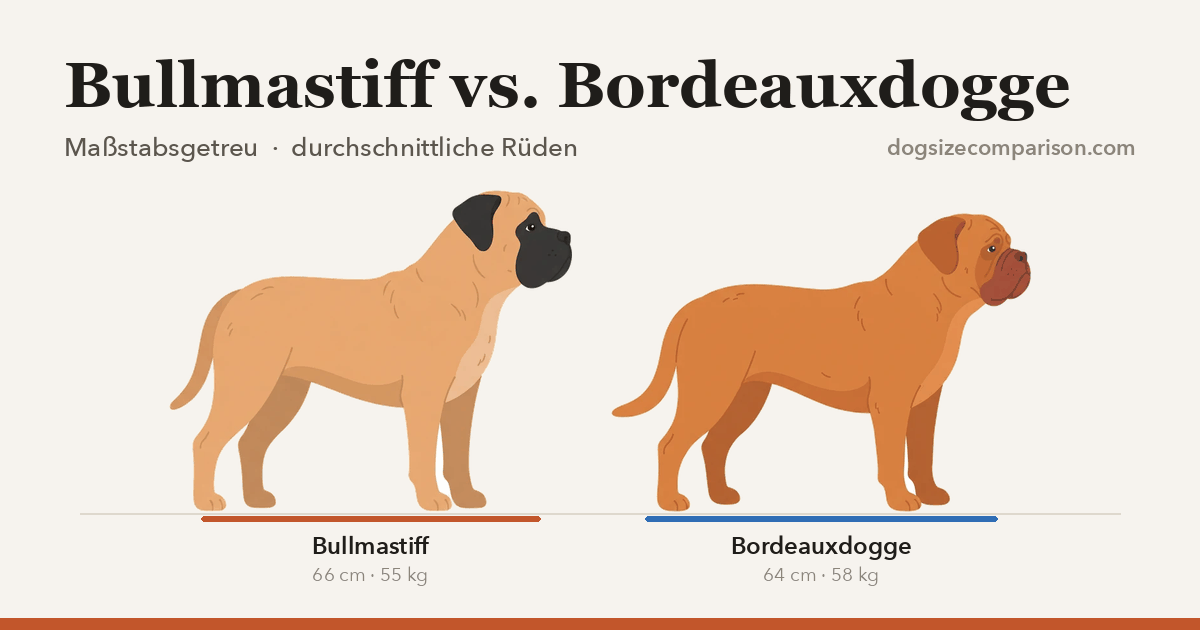 Bullmastiff vs. Bordeauxdogge
Maßstabsgetreu · durchschnittliche Rüden
dogsizecomparison.com
Bullmastiff
66 cm · 55 kg
Bordeauxdogge
64 cm · 58 kg